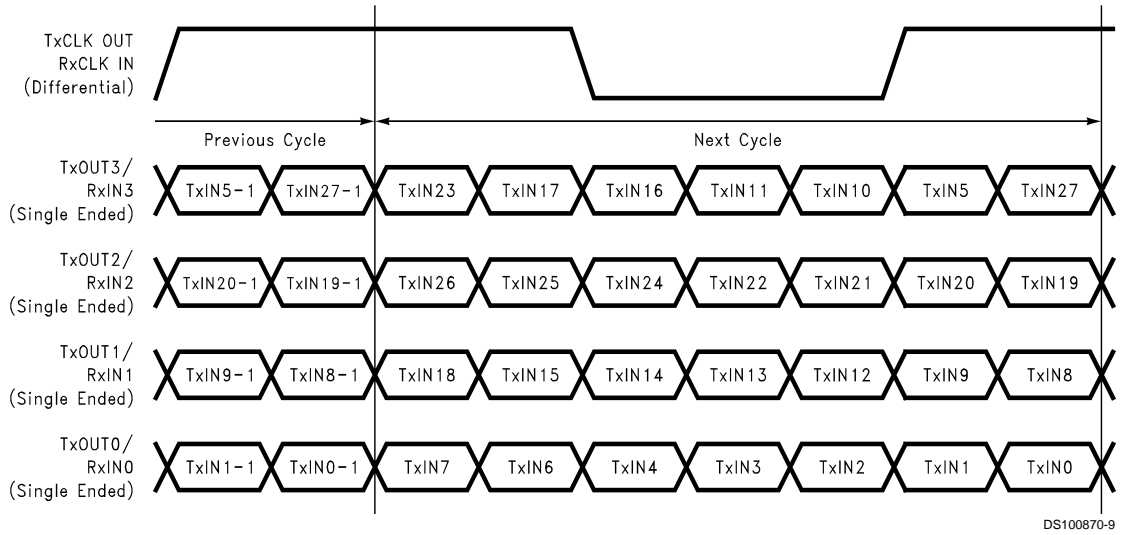 TxCLK OUT
RxCLK IN
(Differential)
Previous Cycle
Next Cycle
TxOUT3/
RxIN3
(Single Ended)
TxIN5-1 TxIN27-1 TxIN23 TxIN17 TxIN16 TxIN11 TxIN10 TxIN5 TxIN27
TxOUT2/
RxIN2
(Single Ended)
TxIN20-1 TxIN19-1 TxIN26 TxIN25 TxIN24 TxIN22 TxIN21 TxIN20 TxIN19
TxOUT1/
RxIN1
(Single Ended)
TxIN9-1 TxIN8-1 TxIN18 TxIN15 TxIN14 TxIN13 TxIN12 TxIN9 TxIN8
TxOUT0/
RxIN0
(Single Ended)
TxIN1-1 TxIN0-1 TxIN7 TxIN6 TxIN4 TxIN3 TxIN2 TxIN1 TxIN0
DS100870-9